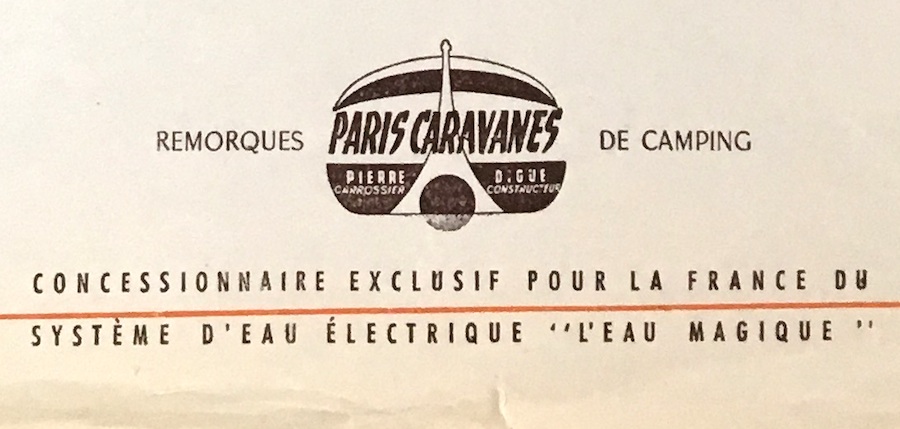 REMORQUES PARIS CARAVANES DE CAMPING
PIERRE DIGUE
CARROSSIER CONSTRUCTEUR
CONCESSIONNAIRE EXCLUSIF POUR LA FRANCE DU
SYSTÈME D'EAU ÉLECTRIQUE "L'EAU MAGIQUE"